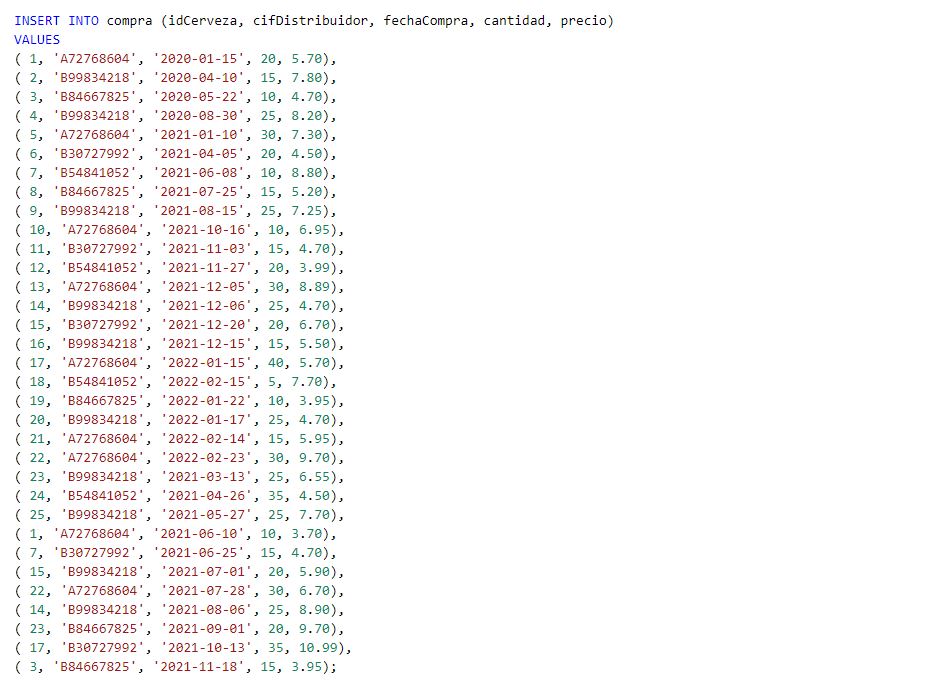 INSERT INTO compra (idCerveza, cifDistribuidor, fechaCompra, cantidad, precio)
VALUES
( 1, 'A72768604', '2020-01-15', 20, 5.70),
( 2, 'B99834218', '2020-04-10', 15, 7.80),
( 3, 'B84667825', '2020-05-22', 10, 4.70),
( 4, 'B99834218', '2020-08-30', 25, 8.20),
( 5, 'A72768604', '2021-01-10', 30, 7.30),
( 6, 'B30727992', '2021-04-05', 20, 4.50),
( 7, 'B54841052', '2021-06-08', 10, 8.80),
( 8, 'B84667825', '2021-07-25', 15, 5.20),
( 9, 'B99834218', '2021-08-15', 25, 7.25),
( 10, 'A72768604', '2021-10-16', 10, 6.95),
( 11, 'B30727992', '2021-11-03', 15, 4.70),
( 12, 'B54841052', '2021-11-27', 20, 3.99),
( 13, 'A72768604', '2021-12-05', 30, 8.89),
( 14, 'B99834218', '2021-12-06', 25, 4.70),
( 15, 'B30727992', '2021-12-20', 20, 6.70),
( 16, 'B99834218', '2021-12-15', 15, 5.50),
( 17, 'A72768604', '2022-01-15', 40, 5.70),
( 18, 'B54841052', '2022-02-15', 5, 7.70),
( 19, 'B84667825', '2022-01-22', 10, 3.95),
( 20, 'B99834218', '2022-01-17', 25, 4.70),
( 21, 'A72768604', '2022-02-14', 15, 5.95),
( 22, 'A72768604', '2022-02-23', 30, 9.70),
( 23, 'B99834218', '2021-03-13', 25, 6.55),
( 24, 'B54841052', '2021-04-26', 35, 4.50),
( 25, 'B99834218', '2021-05-27', 25, 7.70),
( 1, 'A72768604', '2021-06-10', 10, 3.70),
( 7, 'B30727992', '2021-06-25', 15, 4.70),
( 15, 'B99834218', '2021-07-01', 20, 5.90),
( 22, 'A72768604', '2021-07-28', 30, 6.70),
( 14, 'B99834218', '2021-08-06', 25, 8.90),
( 23, 'B84667825', '2021-09-01', 20, 9.70),
( 17, 'B30727992', '2021-10-13', 35, 10.99),
( 3, 'B84667825', '2021-11-18', 15, 3.95);